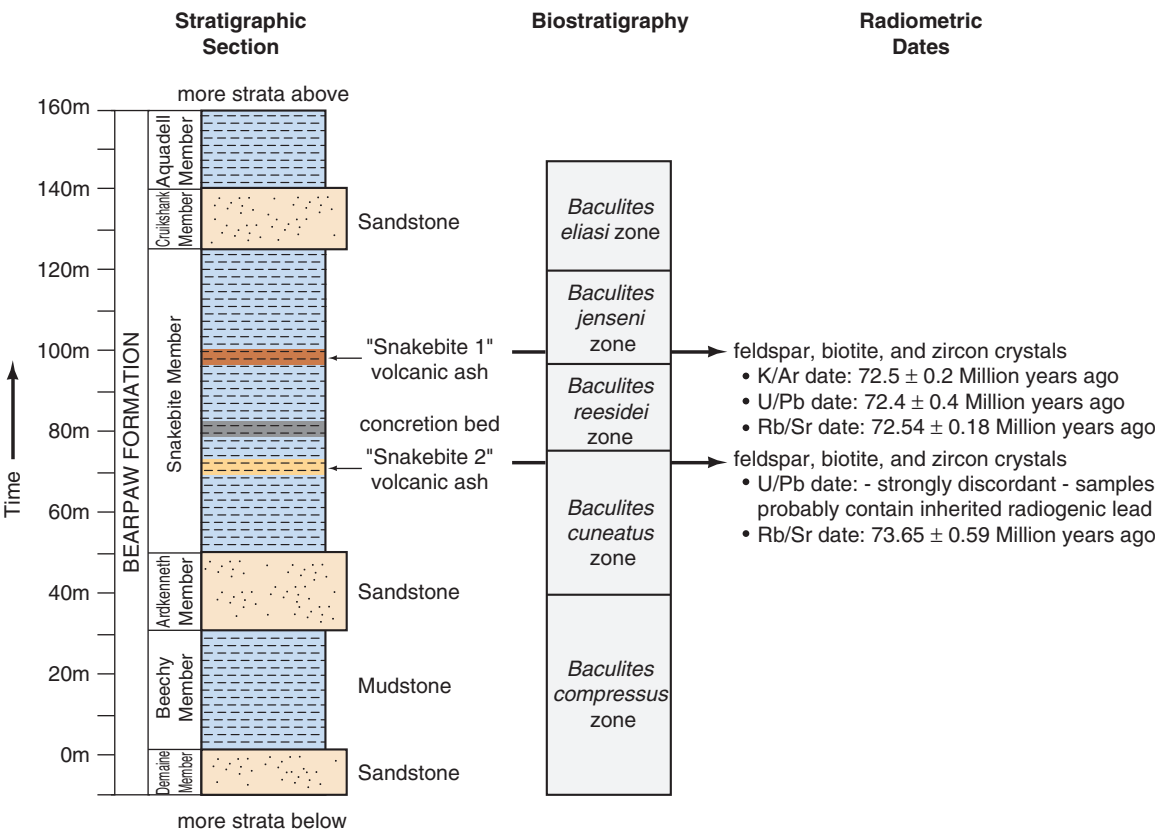 Stratigraphic
Section
Biostratigraphy
Radiometric
Dates
more strata above
160m
140m
120m
100m
80m
60m
40m
20m
0m
Time
BEARPAW FORMATION
Aquadell
Member
Cruikshank
Member
Snakebite Member
Ardkenneth
Member
Beechy
Member
Demaine
Member
Sandstone
"Snakebite 1"
volcanic ash
concretion bed
"Snakebite 2"
volcanic ash
Sandstone
Mudstone
Sandstone
more strata below
Baculites
eliasi zone
Baculites
jenseni
zone
Baculites
reesidei
zone
Baculites
cuneatus
zone
Baculites
compressus
zone
feldspar, biotite, and zircon crystals
• K/Ar date: 72.5 ± 0.2 Million years ago
• U/Pb date: 72.4 ± 0.4 Million years ago
• Rb/Sr date: 72.54 ± 0.18 Million years ago
feldspar, biotite, and zircon crystals
• U/Pb date: - strongly discordant - samples
probably contain inherited radiogenic lead
• Rb/Sr date: 73.65 ± 0.59 Million years ago